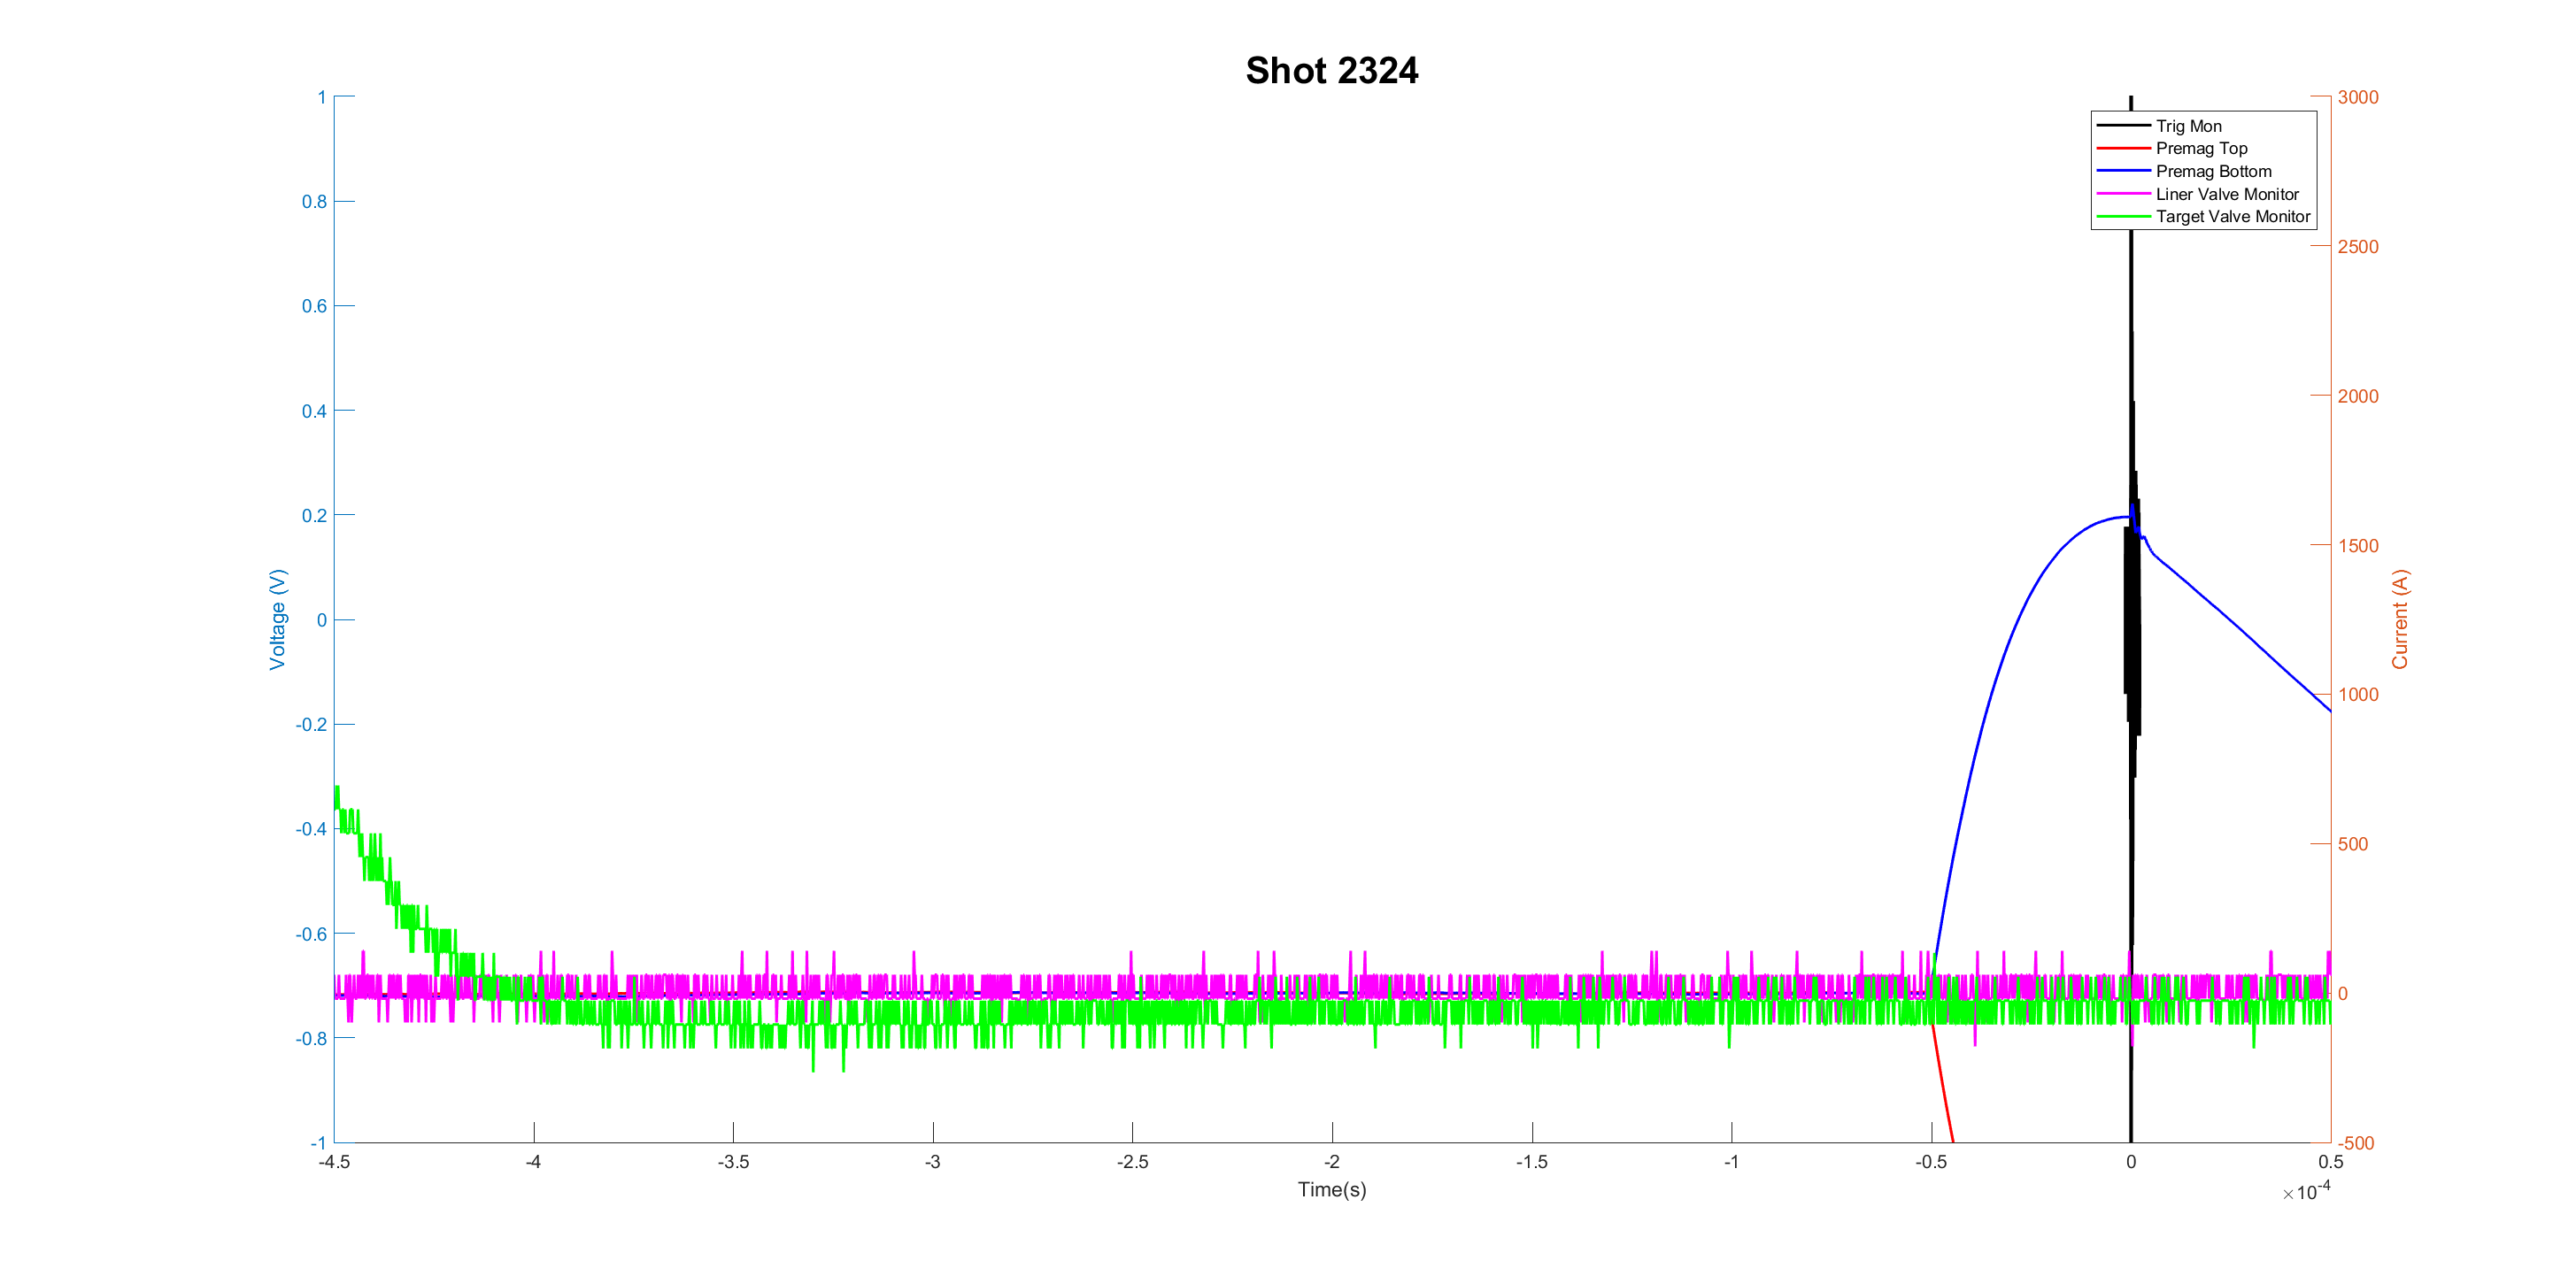 Shot 2324
1
0.8
0.6
0.4
0.2
0
-0.2
-0.4
-0.6
-0.8
-1
Voltage (V)
3000
2500
2000
1500
1000
500
0
-500
Current (A)
Trig Mon
Premag Top
Premag Bottom
Liner Valve Monitor
Target Valve Monitor
-4.5 -4 -3.5 -3 -2.5 -2 -1.5 -1 -0.5 0 0.5
Time(s)
×10-4